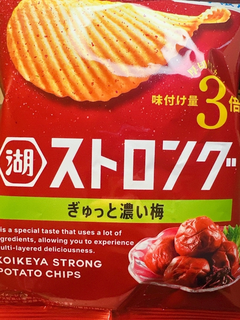 味付け量3倍
湖
ストロング
ぎゅっと濃い梅
is a special taste that uses a lot of
gredients, allowing you to experience
ulti-layered deliciousness.
KOIKEYA STRONG
POTATO CHIPS